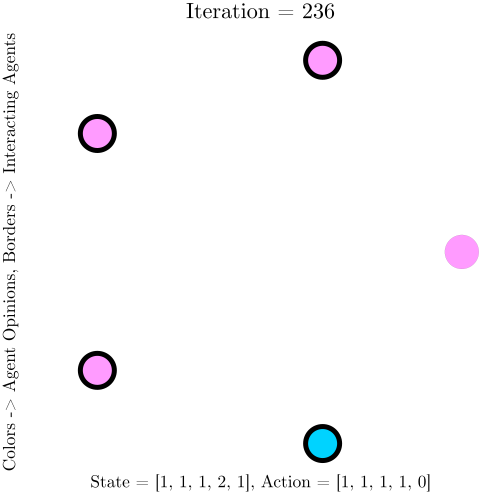 Iteration = 236
Colors -> Agent Opinions, Borders -> Interacting Agents
State = [1, 1, 1, 2, 1], Action = [1, 1, 1, 1, 0]